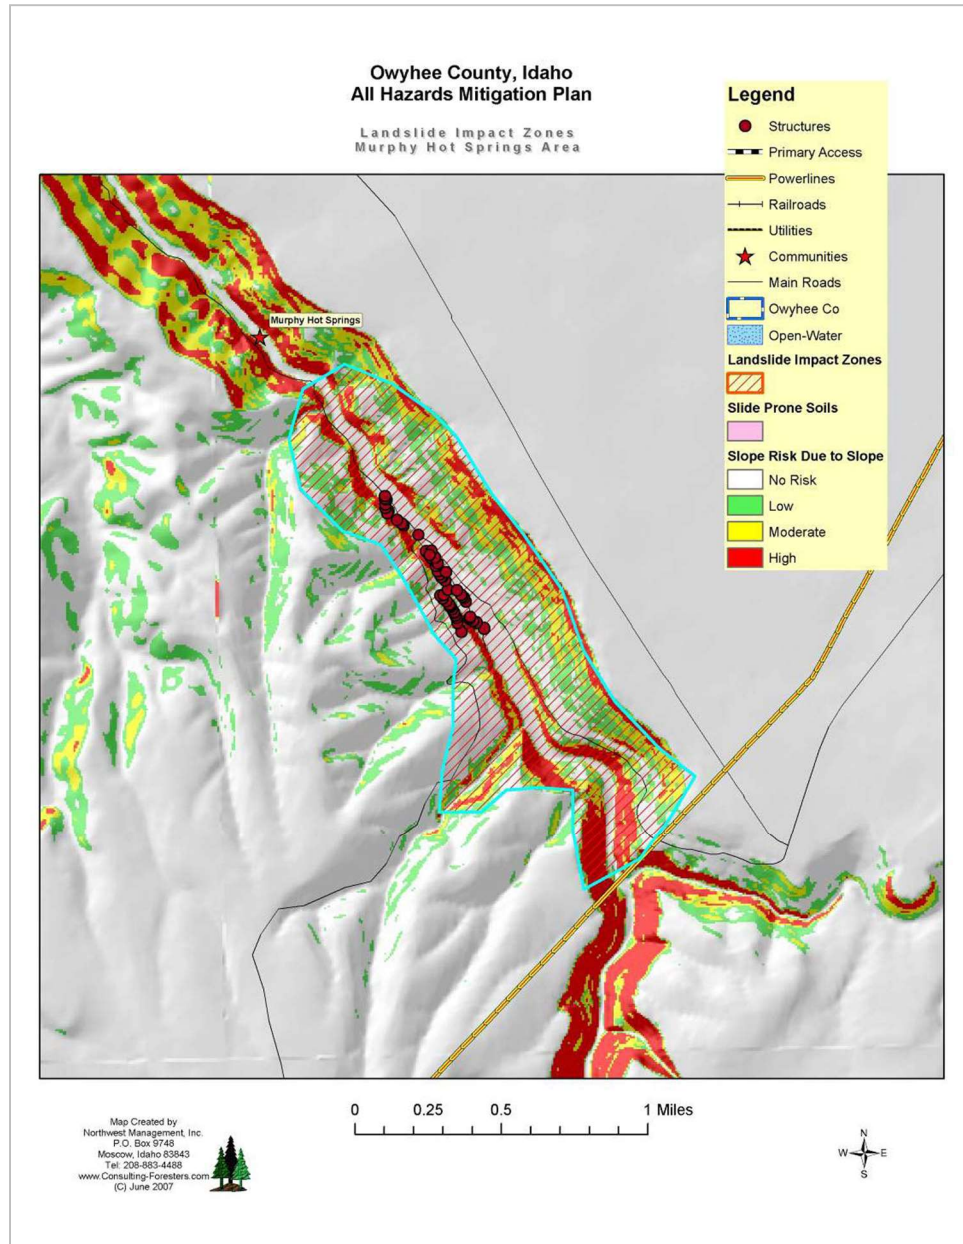 Owyhee County, Idaho
All Hazards Mitigation Plan
Landslide Impact Zones
Murphy Hot Springs Area
Legend
Structures
Primary Access
Powerlines
Railroads
Utilities
Communities
Main Roads
Owyhee Co
Open-Water
Landslide Impact Zones
Slide Prone Soils
Slope Risk Due to Slope
No Risk
Low
Moderate
High
Murphy Hot Springs
0 0.25 0.5 1 Miles
Map Created by
Northwest Management, Inc.
P.O. Box 9748
Moscow, Idaho 83843
Tel: 208-883-4488
www.Consulting-Foresters.com
(C) June 2007
N
W E
S